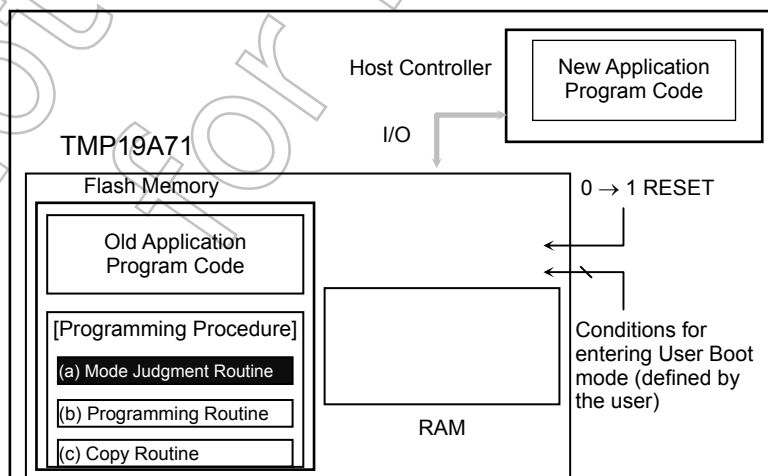 Host Controller
New Application
Program Code
I/O
TMP19A71
Flash Memory
0 → 1 RESET
Old Application
Program Code
[Programming Procedure]
(a) Mode Judgment Routine
(b) Programming Routine
(c) Copy Routine
RAM
Conditions for
entering User Boot
mode (defined by
the user)